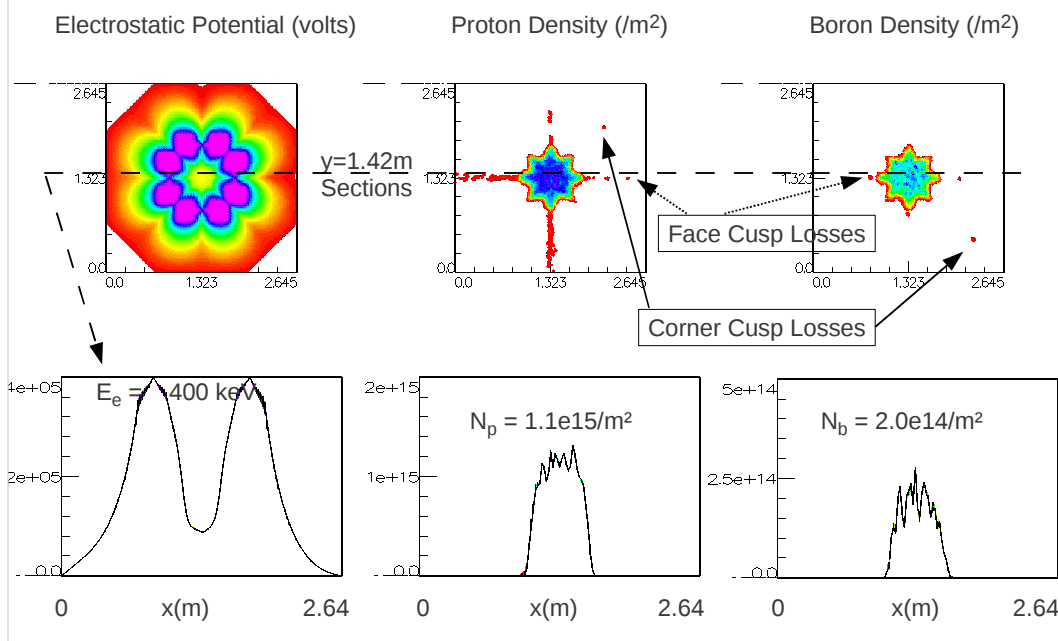 Electrostatic Potential (volts)
Proton Density (/m²)
Boron Density (/m²)
2.645
1.323
0.0
0.0 1.323 2.645
y=1.42m
Sections
2.645
1.323
0.0
0.0 1.323 2.645
2.645
1.323
0.0
0.0 1.323 2.645
Face Cusp Losses
Corner Cusp Losses
4e+05
E_e = 400 keV
2e+05
0.0
2e+15
N_p = 1.1e15/m²
1e+15
0.0
5e+14
N_b = 2.0e14/m²
2.5e+14
0.0
0 x(m) 2.64
0 x(m) 2.64
0 x(m) 2.64